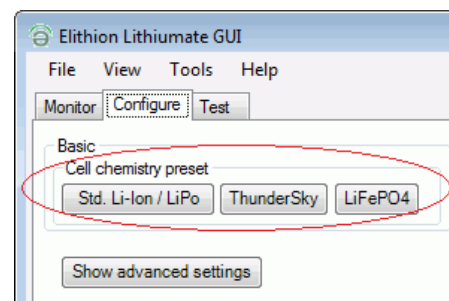 Elithion Lithiumate GUI
File View Tools Help
Monitor Configure Test
Basic
Cell chemistry preset
Std. Li-Ion / LiPo ThunderSky LiFePO4
Show advanced settings